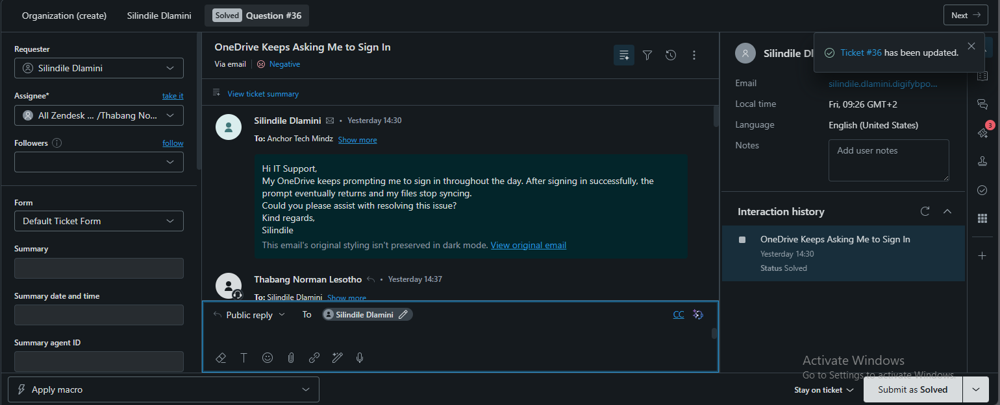 Organization (create)
Silindile Dlamini
Solved Question #36
Next
Requester
Silindile Dlamini
Assignee*
take it
All Zendesk ... /Thabang No...
Followers
follow
Form
Default Ticket Form
Summary
Summary date and time
Summary agent ID
Apply macro
OneDrive Keeps Asking Me to Sign In
Via email
Negative
View ticket summary
Silindile Dlamini • Yesterday 14:30
To: Anchor Tech Mindz Show more
Hi IT Support,
My OneDrive keeps prompting me to sign in throughout the day. After signing in successfully, the
prompt eventually returns and my files stop syncing.
Could you please assist with resolving this issue?
Kind regards,
Silindile
This email's original styling isn't preserved in dark mode. View original email
Thabang Norman Lesotho • Yesterday 14:37
To: Silindile Dlamini Show more
Public reply To Silindile Dlamini CC
Silindile Dl
Ticket #36 has been updated.
Email silindile.dlamini.digifybpo...
Local time Fri, 09:26 GMT+2
Language English (United States)
Notes Add user notes
3
Interaction history
OneDrive Keeps Asking Me to Sign In
Yesterday 14:30
Status Solved
Activate Windows
Go to Settings to activate Windows.
Stay on ticket
Submit as Solved